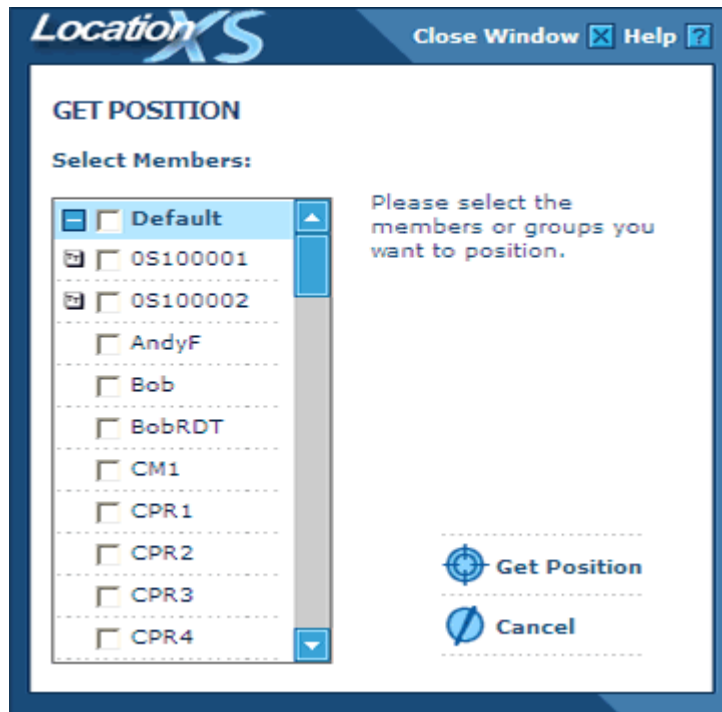 LocationXS
Close Window X Help ?
GET POSITION
Select Members:
Default
0S100001
0S100002
AndyF
Bob
BobRDT
CM1
CPR1
CPR2
CPR3
CPR4
Please select the
members or groups you
want to position.
Get Position
Cancel